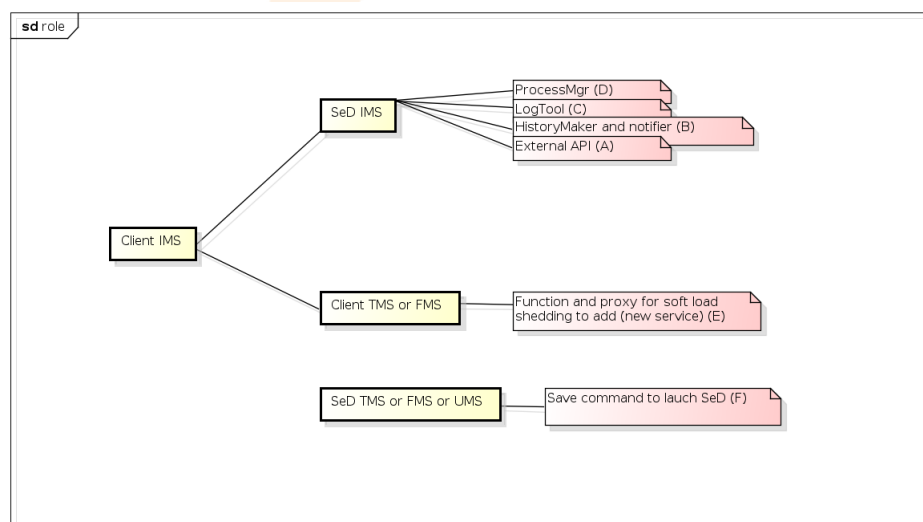 sd role
ProcessMgr (D)
SeD IMS
LogTool (C)
HistoryMaker and notifier (B)
External API (A)
Client IMS
Client TMS or FMS
Function and proxy for soft load
shedding to add (new service) (E)
SeD TMS or FMS or UMS
Save command to lauch SeD (F)